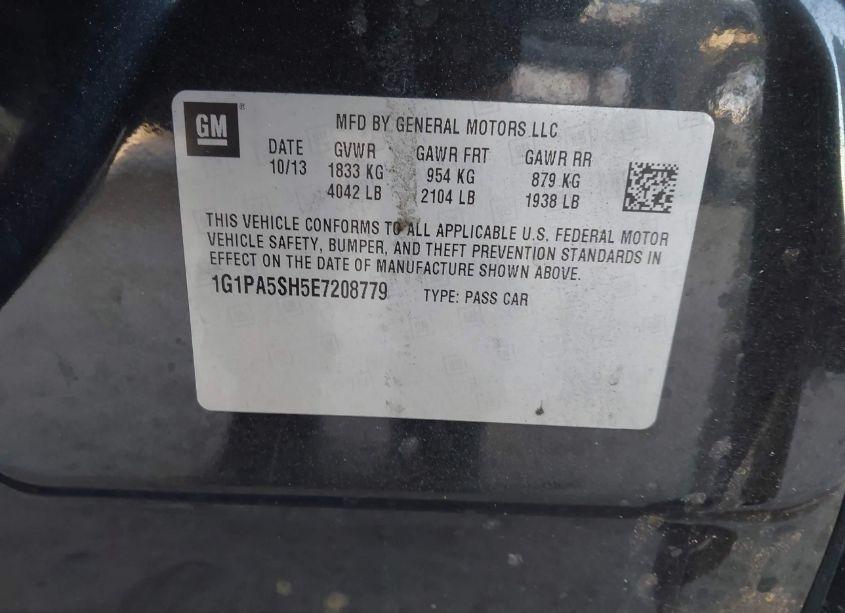 GM ®
MFD BY GENERAL MOTORS LLC
DATE GVWR GAWR FRT GAWR RR
10/13 1833 KG 954 KG 879 KG
4042 LB 2104 LB 1938 LB
THIS VEHICLE CONFORMS TO ALL APPLICABLE U.S. FEDERAL MOTOR
VEHICLE SAFETY, BUMPER, AND THEFT PREVENTION STANDARDS IN
EFFECT ON THE DATE OF MANUFACTURE SHOWN ABOVE.
1G1PA5SH5E7208779 TYPE: PASS CAR